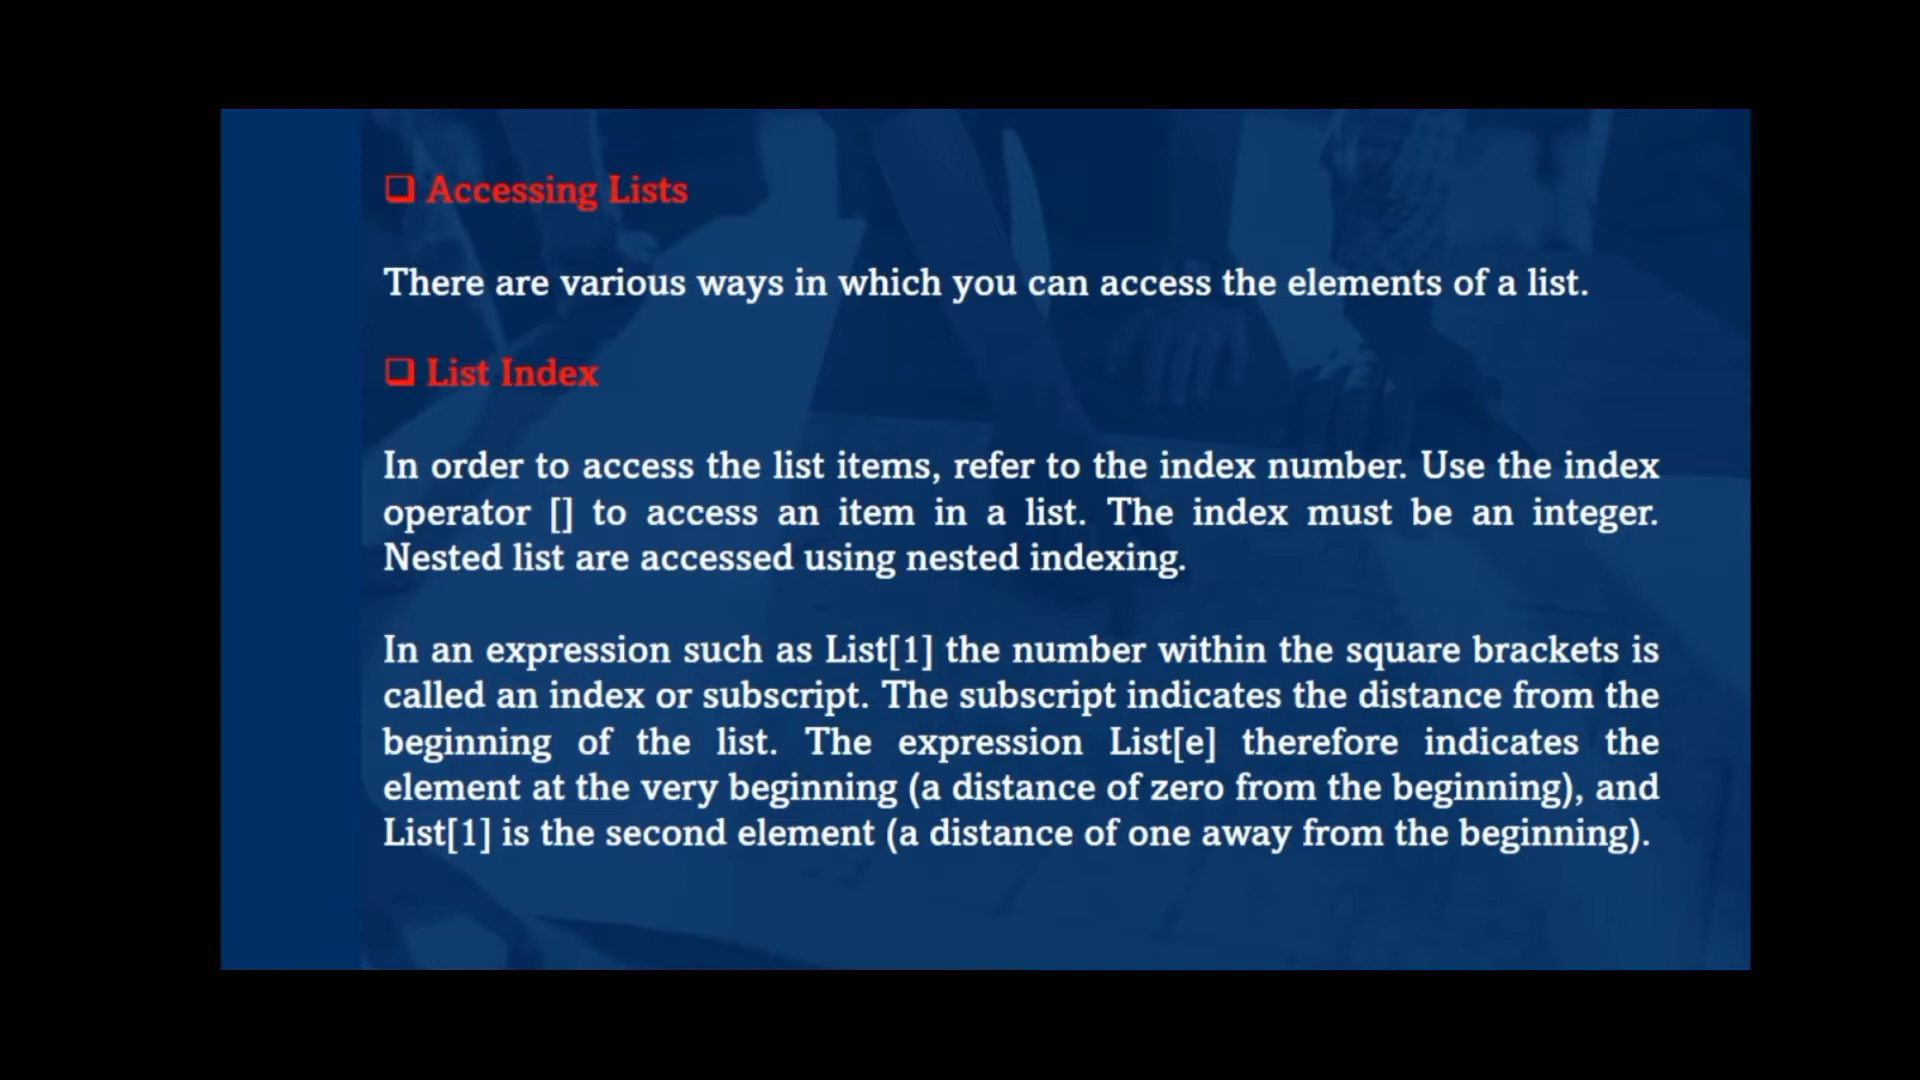 ❑ Accessing Lists
There are various ways in which you can access the elements of a list.
❑ List Index
In order to access the list items, refer to the index number. Use the index
operator [] to access an item in a list. The index must be an integer.
Nested list are accessed using nested indexing.
In an expression such as List[1] the number within the square brackets is
called an index or subscript. The subscript indicates the distance from the
beginning of the list. The expression List[e] therefore indicates the
element at the very beginning (a distance of zero from the beginning), and
List[1] is the second element (a distance of one away from the beginning).